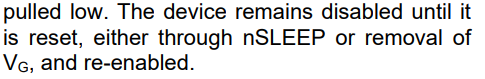 pulled low. The device remains disabled until it
is reset, either through nSLEEP or removal of
VG, and re-enabled.